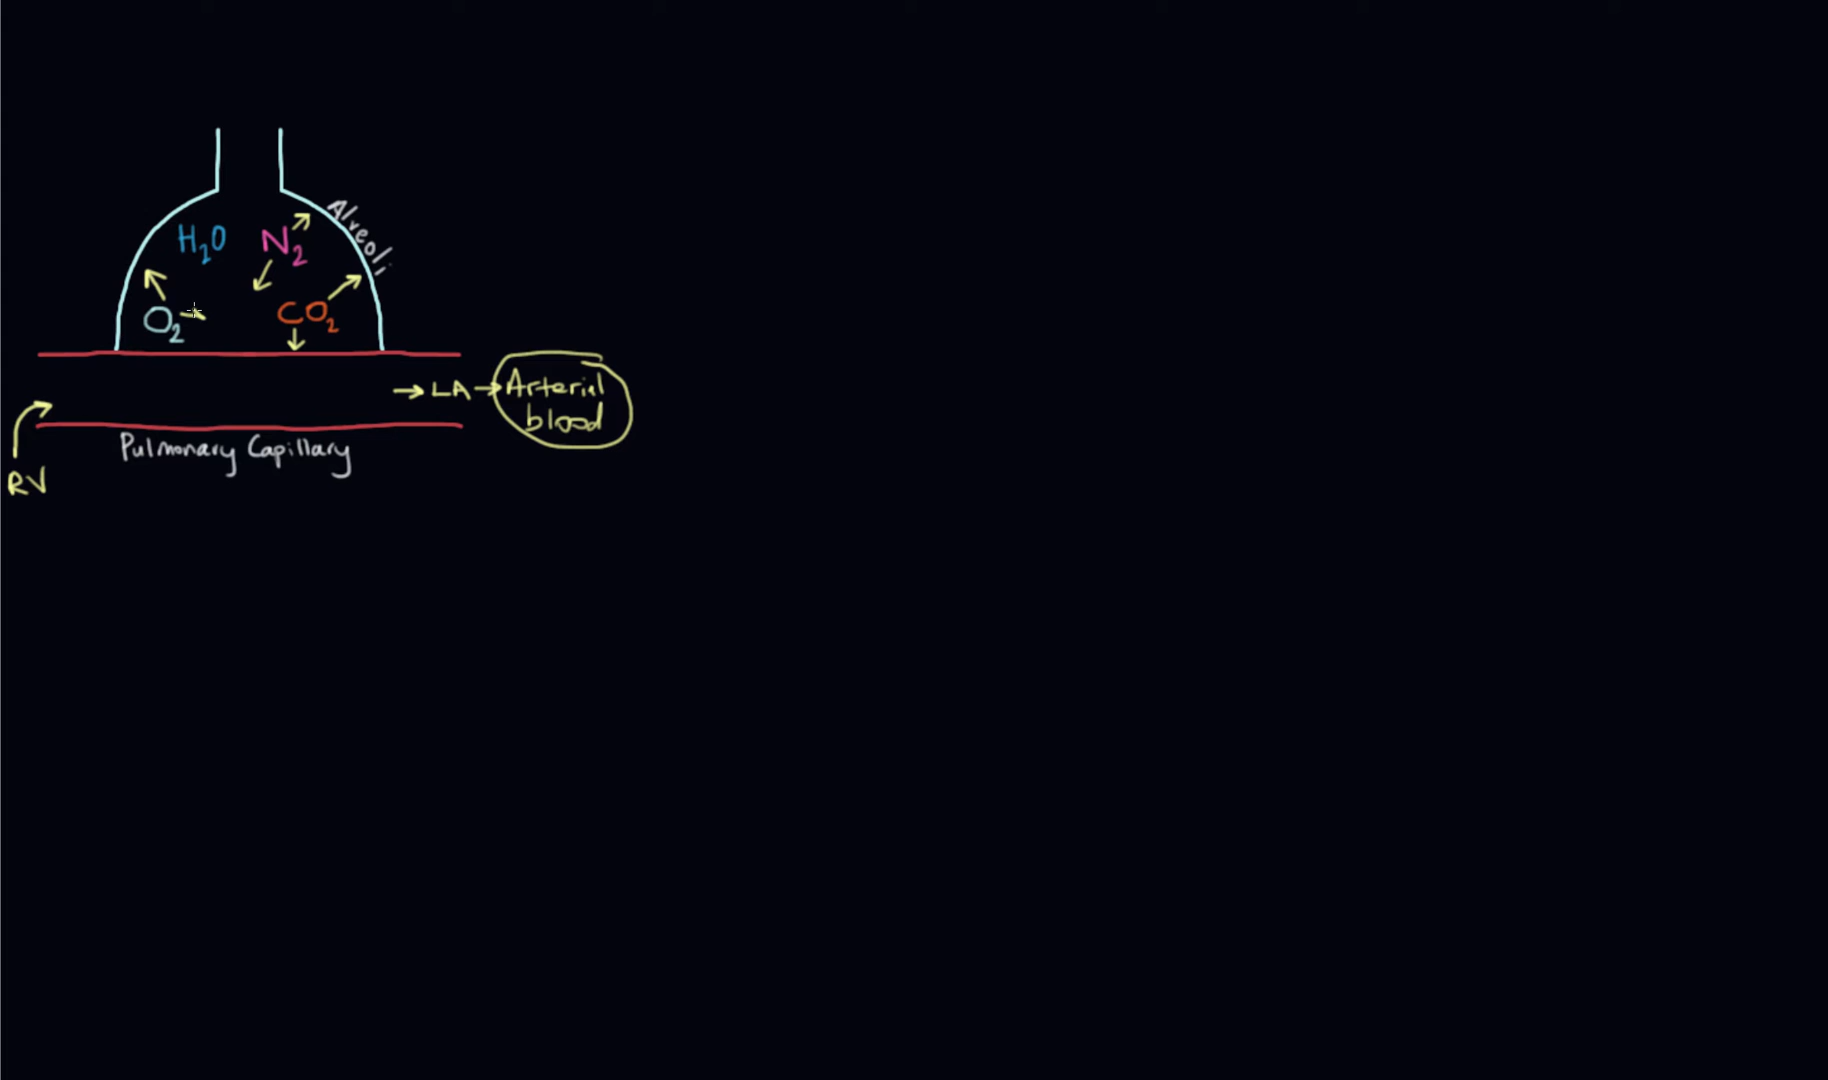 Alveoli
H₂O
N₂
O₂
CO₂
LA
Arterial
blood
Pulmonary Capillary
RV